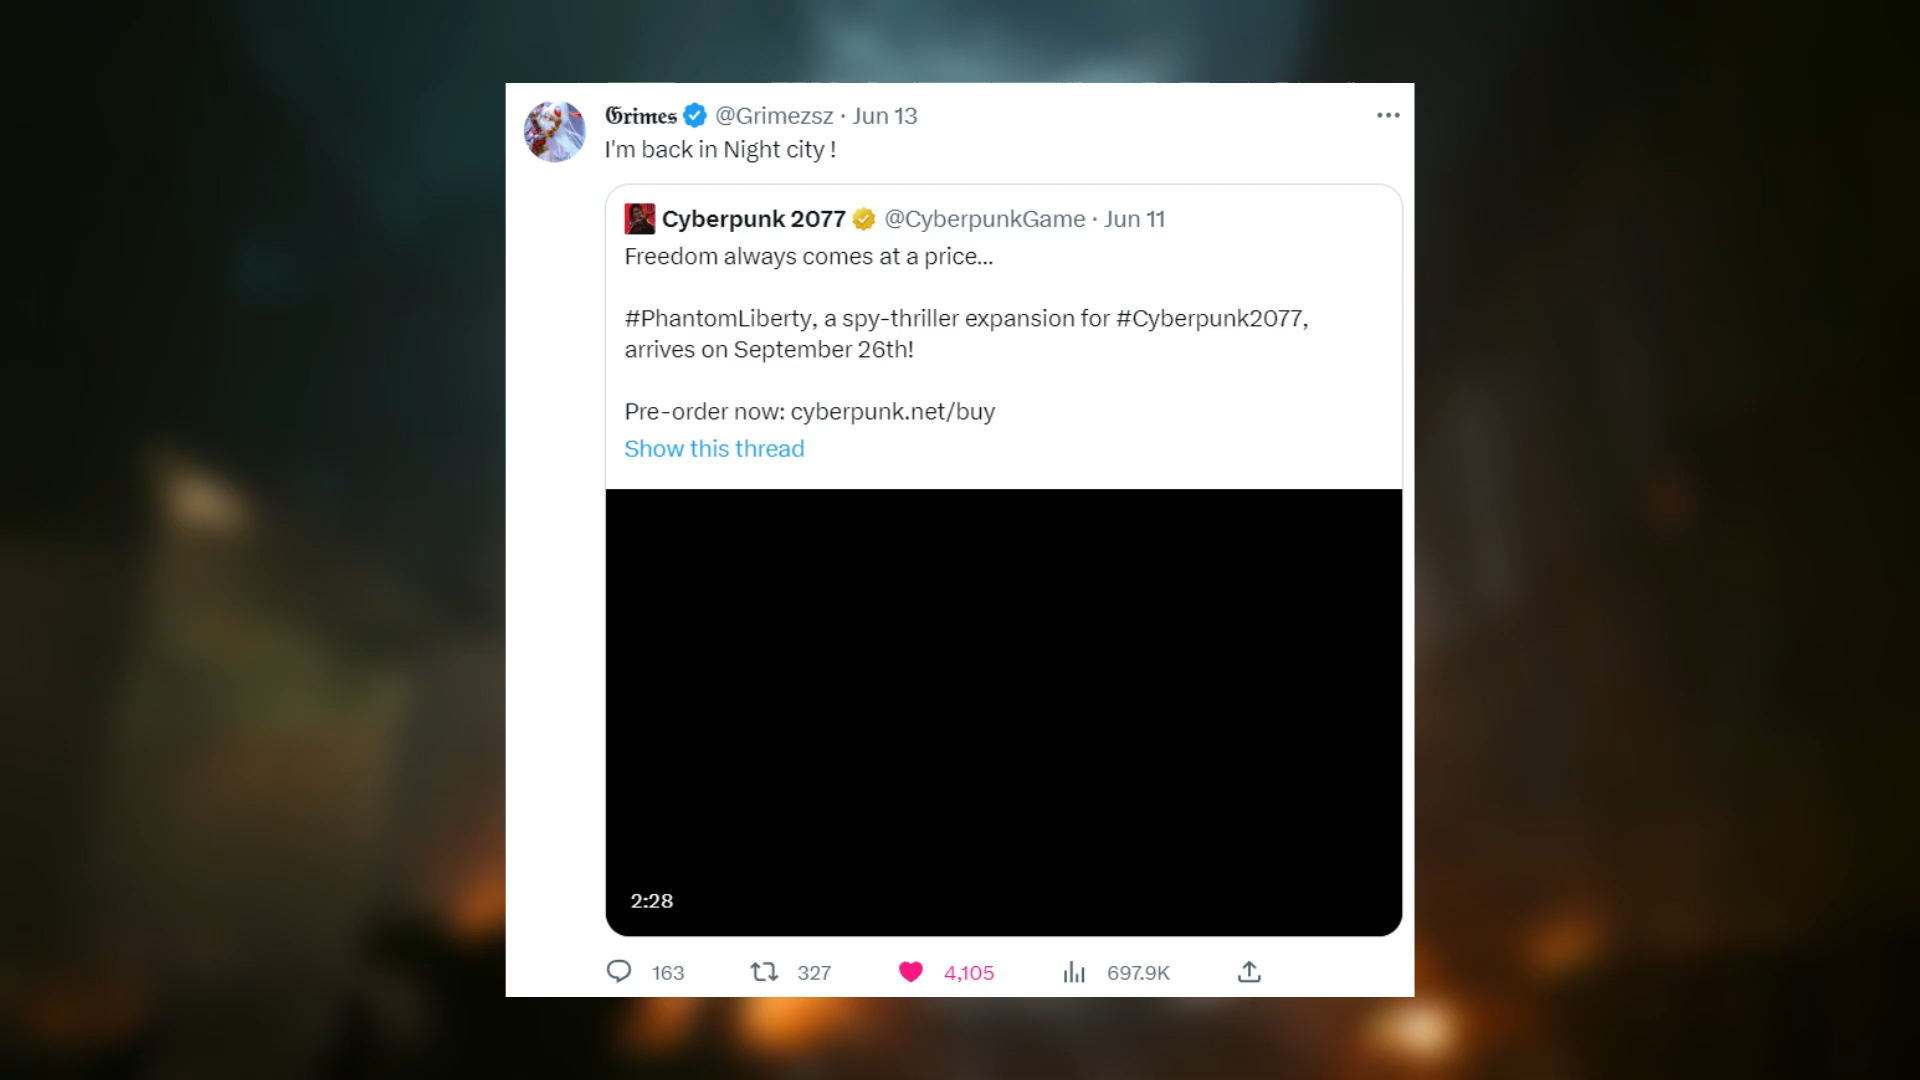 Grimes @Grimezsz · Jun 13
I'm back in Night city !
Cyberpunk 2077 @CyberpunkGame · Jun 11
Freedom always comes at a price...
#PhantomLiberty, a spy-thriller expansion for #Cyberpunk2077,
arrives on September 26th!
Pre-order now: cyberpunk.net/buy
Show this thread
2:28
163 327 4,105 697.9K